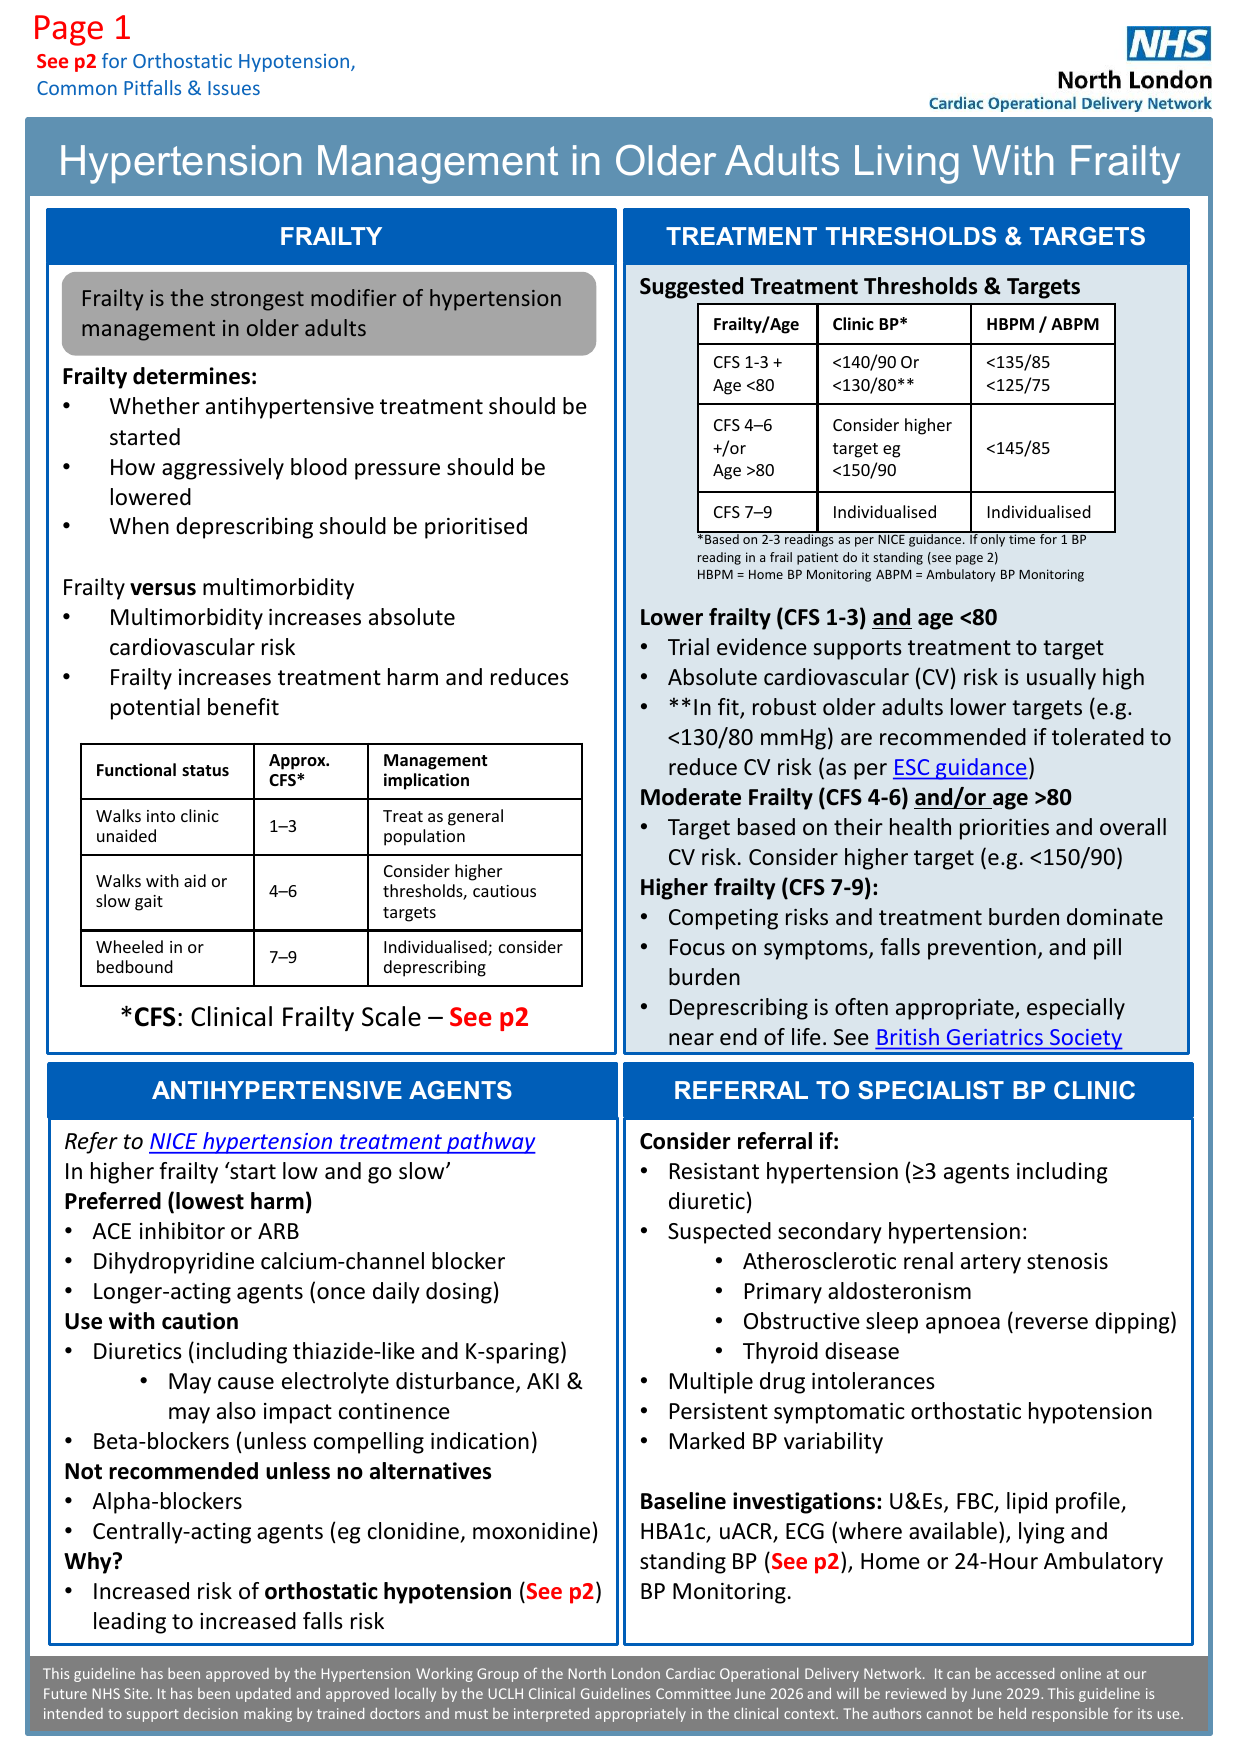 Page 1
See p2 for Orthostatic Hypotension,
Common Pitfalls & Issues
NHS
North London
Cardiac Operational Delivery Network
Hypertension Management in Older Adults Living With Frailty
FRAILTY
Frailty is the strongest modifier of hypertension
management in older adults
Frailty determines:
• Whether antihypertensive treatment should be
started
• How aggressively blood pressure should be
lowered
• When deprescribing should be prioritised
Frailty versus multimorbidity
• Multimorbidity increases absolute
cardiovascular risk
• Frailty increases treatment harm and reduces
potential benefit
Functional status
Approx.
CFS*
Management
implication
Walks into clinic
unaided
1–3
Treat as general
population
Walks with aid or
slow gait
4–6
Consider higher
thresholds, cautious
targets
Wheeled in or
bedbound
7–9
Individualised; consider
deprescribing
*CFS: Clinical Frailty Scale – See p2
TREATMENT THRESHOLDS & TARGETS
Suggested Treatment Thresholds & Targets
Frailty/Age
Clinic BP*
HBPM / ABPM
CFS 1-3 +
Age <80
<140/90 Or
<130/80**
<135/85
<125/75
CFS 4–6
+/or
Age >80
Consider higher
target eg
<150/90
<145/85
CFS 7–9
Individualised
Individualised
*Based on 2-3 readings as per NICE guidance. If only time for 1 BP
reading in a frail patient do it standing (see page 2)
HBPM = Home BP Monitoring ABPM = Ambulatory BP Monitoring
Lower frailty (CFS 1-3) and age <80
• Trial evidence supports treatment to target
• Absolute cardiovascular (CV) risk is usually high
• **In fit, robust older adults lower targets (e.g.
<130/80 mmHg) are recommended if tolerated to
reduce CV risk (as per ESC guidance)
Moderate Frailty (CFS 4-6) and/or age >80
• Target based on their health priorities and overall
CV risk. Consider higher target (e.g. <150/90)
Higher frailty (CFS 7-9):
• Competing risks and treatment burden dominate
• Focus on symptoms, falls prevention, and pill
burden
• Deprescribing is often appropriate, especially
near end of life. See British Geriatrics Society
ANTIHYPERTENSIVE AGENTS
Refer to NICE hypertension treatment pathway
In higher frailty ‘start low and go slow’
Preferred (lowest harm)
• ACE inhibitor or ARB
• Dihydropyridine calcium-channel blocker
• Longer-acting agents (once daily dosing)
Use with caution
• Diuretics (including thiazide-like and K-sparing)
• May cause electrolyte disturbance, AKI &
may also impact continence
• Beta-blockers (unless compelling indication)
Not recommended unless no alternatives
• Alpha-blockers
• Centrally-acting agents (eg clonidine, moxonidine)
Why?
• Increased risk of orthostatic hypotension (See p2)
leading to increased falls risk
REFERRAL TO SPECIALIST BP CLINIC
Consider referral if:
• Resistant hypertension (≥3 agents including
diuretic)
• Suspected secondary hypertension:
• Atherosclerotic renal artery stenosis
• Primary aldosteronism
• Obstructive sleep apnoea (reverse dipping)
• Thyroid disease
• Multiple drug intolerances
• Persistent symptomatic orthostatic hypotension
• Marked BP variability
Baseline investigations: U&Es, FBC, lipid profile,
HBA1c, uACR, ECG (where available), lying and
standing BP (See p2), Home or 24-Hour Ambulatory
BP Monitoring.
This guideline has been approved by the Hypertension Working Group of the North London Cardiac Operational Delivery Network. It can be accessed online at our
Future NHS Site. It has been updated and approved locally by the UCLH Clinical Guidelines Committee June 2026 and will be reviewed by June 2029. This guideline is
intended to support decision making by trained doctors and must be interpreted appropriately in the clinical context. The authors cannot be held responsible for its use.